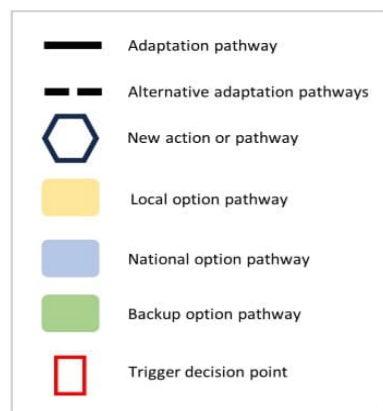 Adaptation pathway
Alternative adaptation pathways
New action or pathway
Local option pathway
National option pathway
Backup option pathway
Trigger decision point